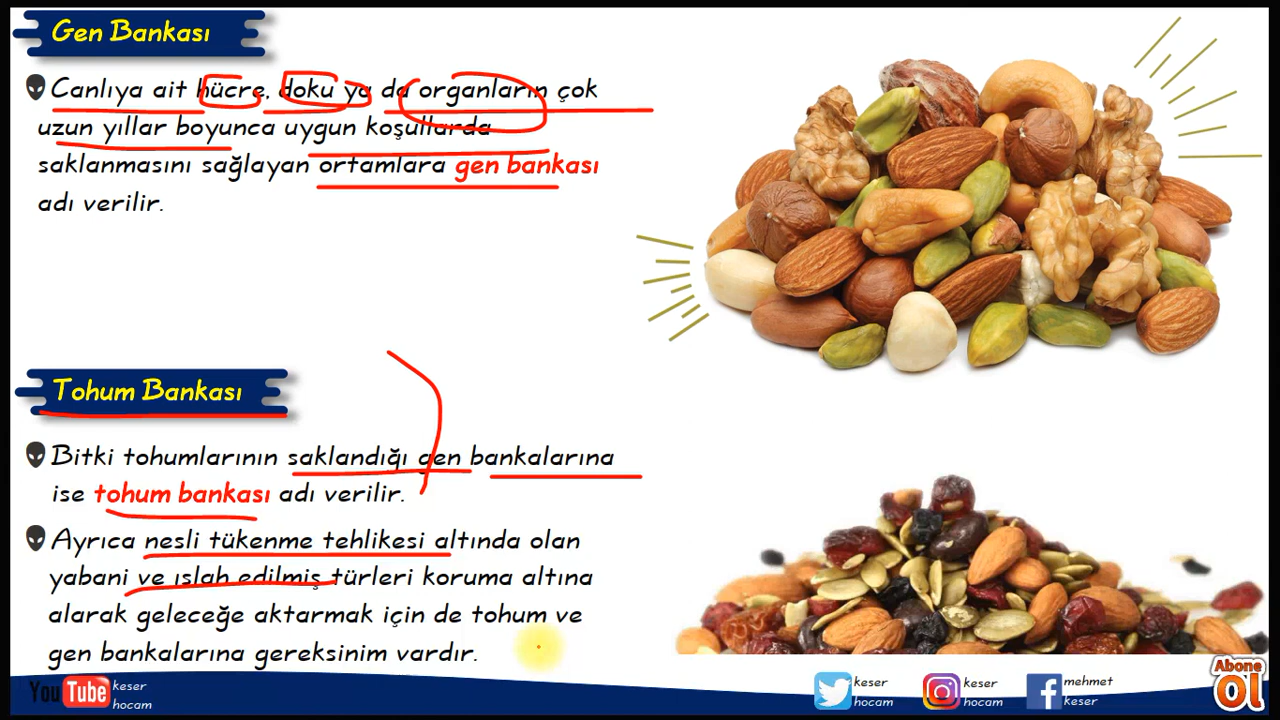 Gen Bankası
Canlıya ait hücre, doku ya da organların çok
uzun yıllar boyunca uygun koşullarda
saklanmasını sağlayan ortamlara gen bankası
adı verilir.
Tohum Bankası
Bitki tohumlarının saklandığı gen bankalarına
ise tohum bankası adı verilir.
Ayrıca nesli tükenme tehlikesi altında olan
yabani ve ıslah edilmiş türleri koruma altına
alarak geleceğe aktarmak için de tohum ve
gen bankalarına gereksinim vardır.
YouTube keser hocam
keser hocam
keser hocam
mehmet keser
Abone ol